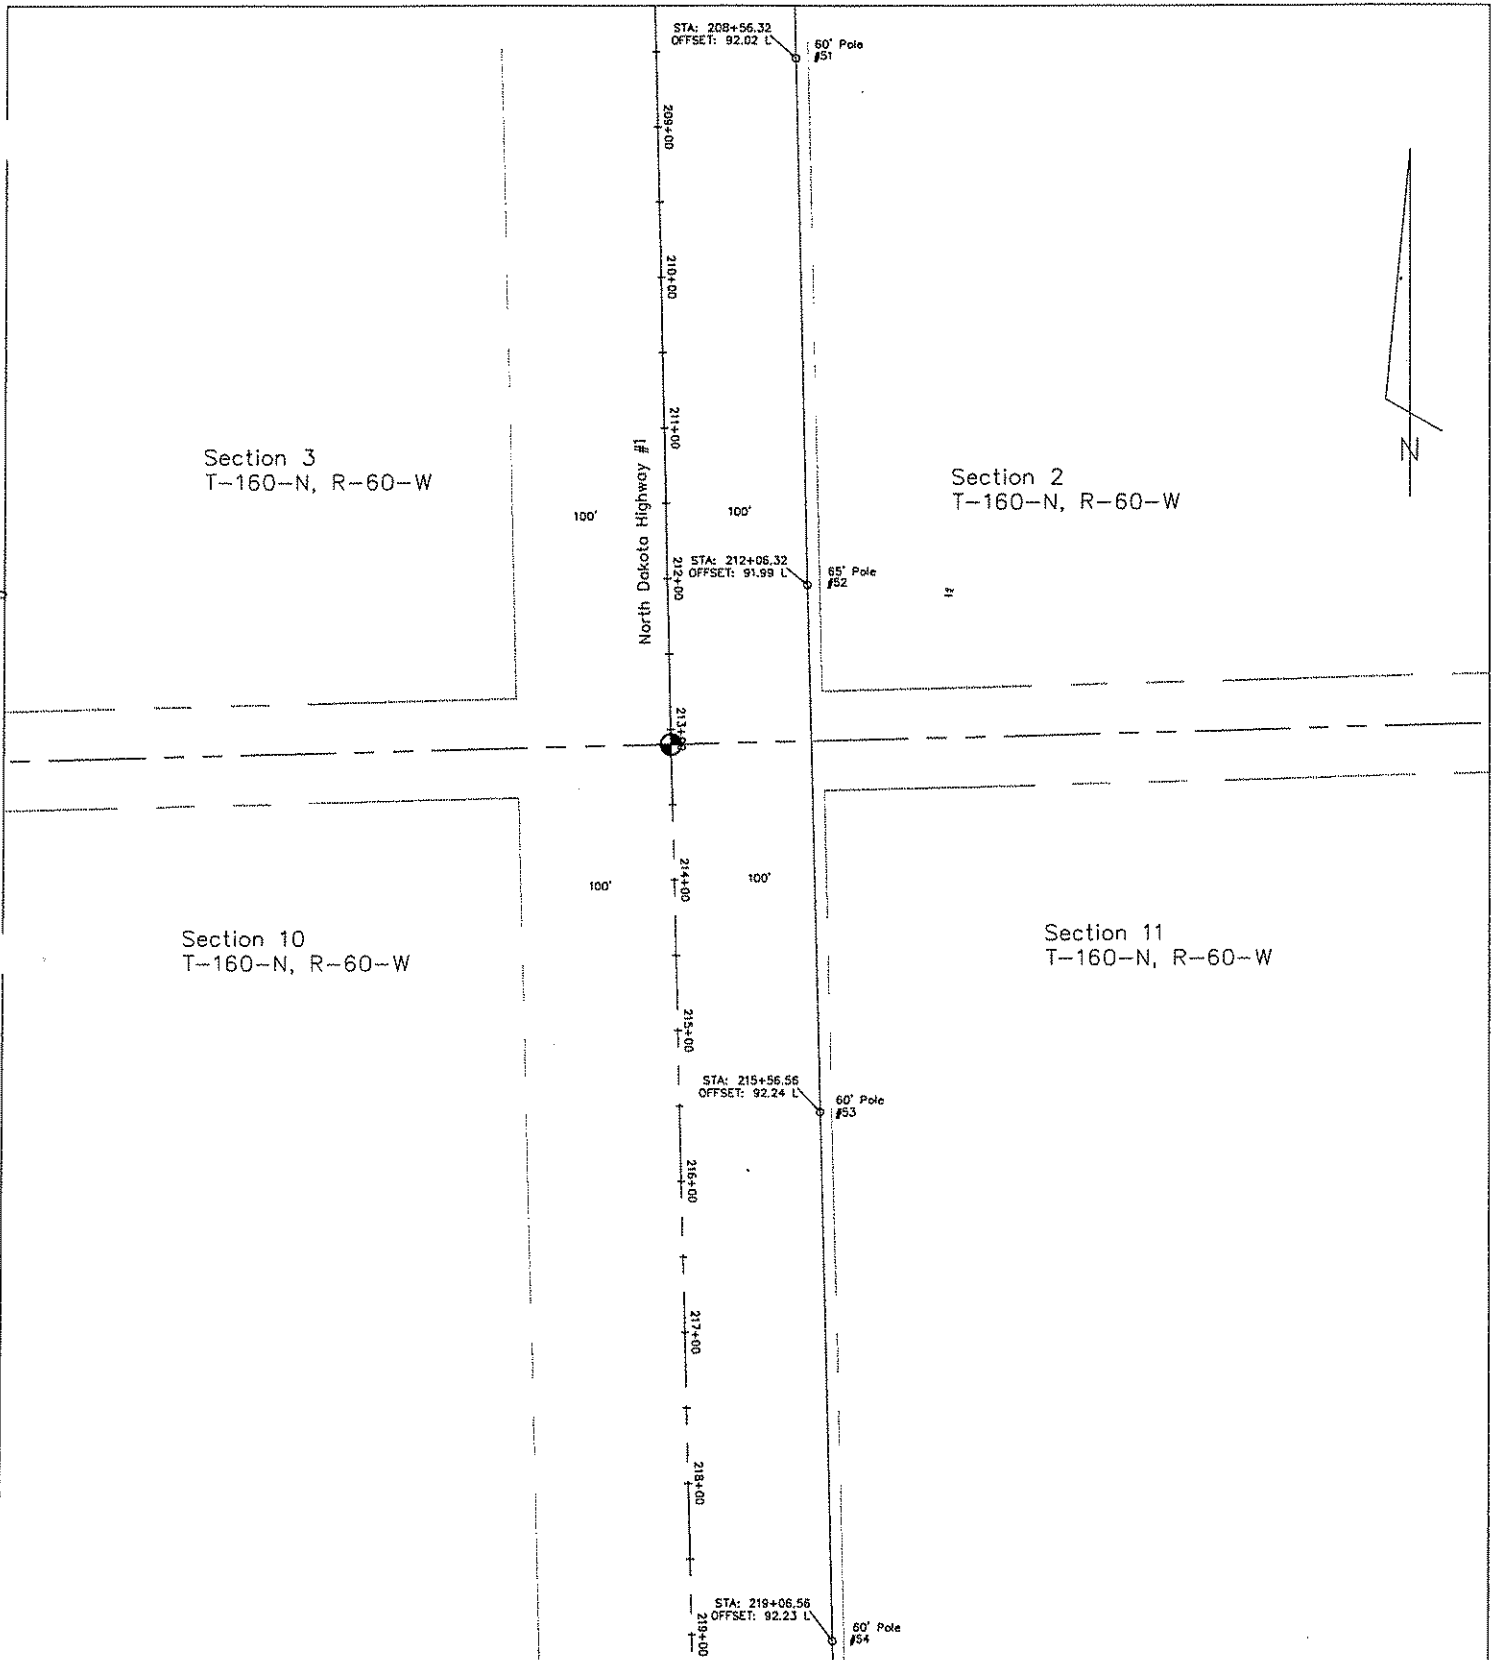 STA: 208+56.32
OFFSET: 92.02 L
60' Pole
#51
209+00
210+00
211+00
North Dakota Highway #1
Section 3
T-160-N, R-60-W
Section 2
T-160-N, R-60-W
N
100'
100'
STA: 212+06.32
OFFSET: 91.99 L
212+00
65' Pole
#52
213+00
214+00
100'
100'
Section 10
T-160-N, R-60-W
Section 11
T-160-N, R-60-W
215+00
STA: 215+56.56
OFFSET: 92.24 L
60' Pole
#53
216+00
217+00
218+00
STA: 219+06.56
OFFSET: 92.23 L
219+00
60' Pole
#54